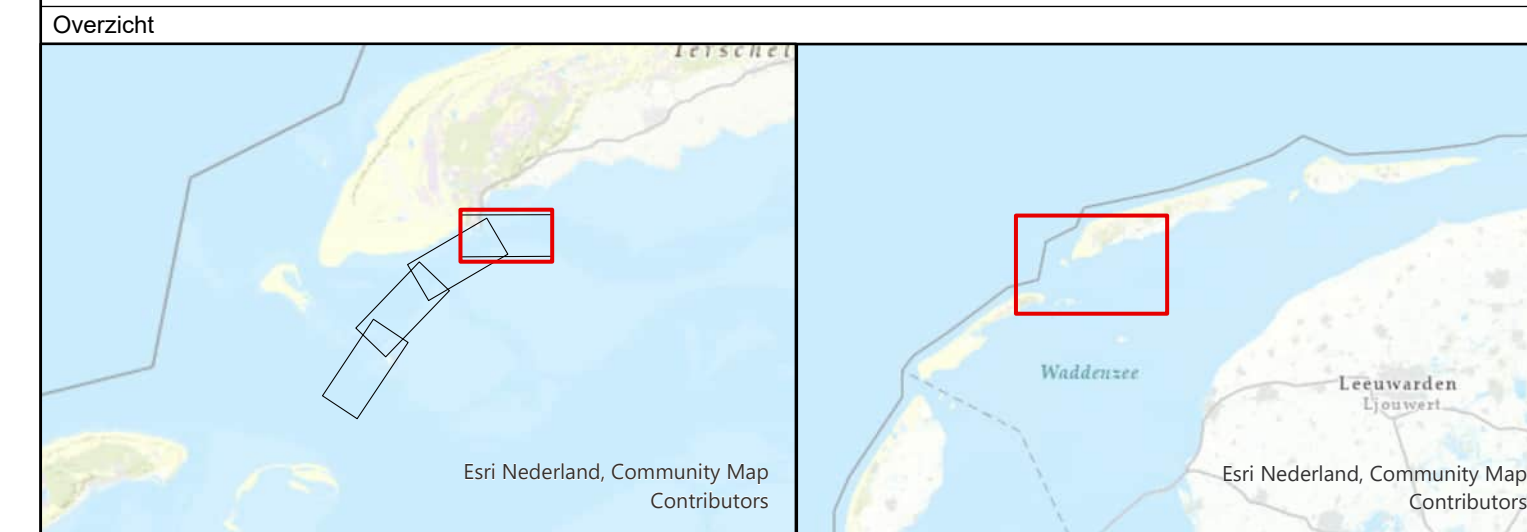 Overzicht
Esri Nederland, Community Map
Contributors
Waddenzee
Leeuwarden
Ljouwert
Esri Nederland, Community Map
Contributors